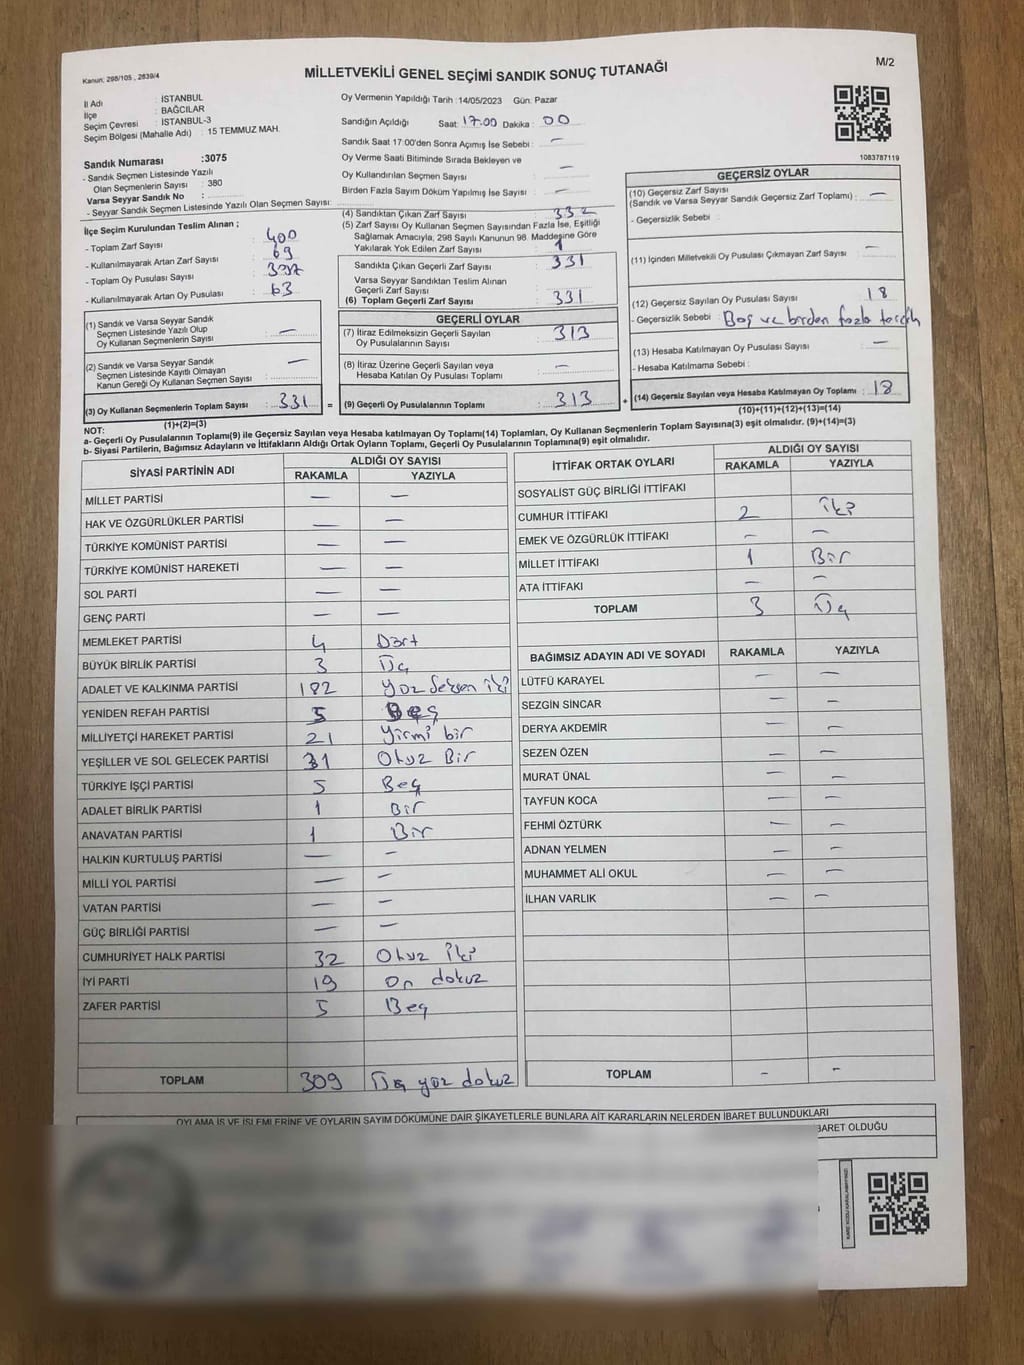 Kanun: 298/105 , 2839/4
MİLLETVEKİLİ GENEL SEÇİMİ SANDIK SONUÇ TUTANAĞI
M/2
İl Adı : İSTANBUL
İlçe : BAĞCILAR
Seçim Çevresi : İSTANBUL-3
Seçim Bölgesi (Mahalle Adı) : 15 TEMMUZ MAH.
Sandık Numarası :3075
- Sandık Seçmen Listesinde Yazılı
Olan Seçmenlerin Sayısı : 380
Varsa Seyyar Sandık No :
- Seyyar Sandık Seçmen Listesinde Yazılı Olan Seçmen Sayısı:
Oy Vermenin Yapıldığı Tarih :14/05/2023 Gün: Pazar
Sandığın Açıldığı Saat: 17.00 Dakika : 00
Sandık Saat 17:00'den Sonra Açımış İse Sebebi : —
Oy Verme Saati Bitiminde Sırada Bekleyen ve
Oy Kullandırılan Seçmen Sayısı : —
Birden Fazla Sayım Döküm Yapılmış İse Sayısı : —
1083787119
İlçe Seçim Kurulundan Teslim Alınan ;
- Toplam Zarf Sayısı : 400
- Kullanılmayarak Artan Zarf Sayısı : 69
- Toplam Oy Pusulası Sayısı :
- Kullanılmayarak Artan Oy Pusulası : 63
(1) Sandık ve Varsa Seyyar Sandık
Seçmen Listesinde Yazılı Olup
Oy Kullanan Seçmenlerin Sayısı : —
(2) Sandık ve Varsa Seyyar Sandık
Seçmen Listesinde Kayıtlı Olmayan
Kanun Gereği Oy Kullanan Seçmen Sayısı : —
(3) Oy Kullanan Seçmenlerin Toplam Sayısı : 331 =
(1)+(2)=(3)
(4) Sandıktan Çıkan Zarf Sayısı : 332
(5) Zarf Sayısı Oy Kullanan Seçmen Sayısından Fazla İse, Eşitliği
Sağlamak Amacıyla, 298 Sayılı Kanunun 98. Maddesine Göre
Yakılarak Yok Edilen Zarf Sayısı : 1
Sandıkta Çıkan Geçerli Zarf Sayısı : 331
Varsa Seyyar Sandıktan Teslim Alınan
Geçerli Zarf Sayısı :
(6) Toplam Geçerli Zarf Sayısı : 331
GEÇERLİ OYLAR
(7) İtiraz Edilmeksizin Geçerli Sayılan
Oy Pusulalarının Sayısı : 313
(8) İtiraz Üzerine Geçerli Sayılan veya
Hesaba Katılan Oy Pusulası Toplamı : —
(9) Geçerli Oy Pusulalarının Toplamı : 313 +
GEÇERSİZ OYLAR
(10) Geçersiz Zarf Sayısı
(Sandık ve Varsa Seyyar Sandık Geçersiz Zarf Toplamı) : —
- Geçersizlik Sebebi :
(11) İçinden Milletvekili Oy Pusulası Çıkmayan Zarf Sayısı : —
(12) Geçersiz Sayılan Oy Pusulası Sayısı : 18
- Geçersizlik Sebebi : Boş ve birden fazla tercih
(13) Hesaba Katılmayan Oy Pusulası Sayısı : —
- Hesaba Katılmama Sebebi :
(14) Geçersiz Sayılan veya Hesaba Katılmayan Oy Toplamı : 18
(10)+(11)+(12)+(13)=(14)
NOT:
a- Geçerli Oy Pusulalarının Toplamı(9) ile Geçersiz Sayılan veya Hesaba katılmayan Oy Toplamı(14) Toplamları, Oy Kullanan Seçmenlerin Toplam Sayısına(3) eşit olmalıdır. (9)+(14)=(3)
b- Siyasi Partilerin, Bağımsız Adayların ve İttifakların Aldığı Ortak Oyların Toplamı, Geçerli Oy Pusulalarının Toplamına(9) eşit olmalıdır.
SİYASİ PARTİNİN ADI ALDIĞI OY SAYISI
RAKAMLA YAZIYLA
MİLLET PARTİSİ — —
HAK VE ÖZGÜRLÜKLER PARTİSİ — —
TÜRKİYE KOMÜNİST PARTİSİ — —
TÜRKİYE KOMÜNİST HAREKETİ — —
SOL PARTİ — —
GENÇ PARTİ — —
MEMLEKET PARTİSİ 4 Dört
BÜYÜK BİRLİK PARTİSİ 3 Üç
ADALET VE KALKINMA PARTİSİ 182 yüz seksen iki
YENİDEN REFAH PARTİSİ 5 Beş
MİLLİYETÇİ HAREKET PARTİSİ 21 yirmi bir
YEŞİLLER VE SOL GELECEK PARTİSİ 31 Otuz Bir
TÜRKİYE İŞÇİ PARTİSİ 5 Beş
ADALET BİRLİK PARTİSİ 1 Bir
ANAVATAN PARTİSİ 1 Bir
HALKIN KURTULUŞ PARTİSİ — —
MİLLİ YOL PARTİSİ — —
VATAN PARTİSİ — —
GÜÇ BİRLİĞİ PARTİSİ — —
CUMHURİYET HALK PARTİSİ 32 Otuz iki
İYİ PARTİ 19 On dokuz
ZAFER PARTİSİ 5 Beş
TOPLAM 309 Üç yüz dokuz
İTTİFAK ORTAK OYLARI ALDIĞI OY SAYISI
RAKAMLA YAZIYLA
SOSYALİST GÜÇ BİRLİĞİ İTTİFAKI
CUMHUR İTTİFAKI 2 İki
EMEK VE ÖZGÜRLÜK İTTİFAKI — —
MİLLET İTTİFAKI 1 Bir
ATA İTTİFAKI — —
TOPLAM 3 Üç
BAĞIMSIZ ADAYIN ADI VE SOYADI RAKAMLA YAZIYLA
LÜTFÜ KARAYEL — —
SEZGİN SİNCAR — —
DERYA AKDEMİR — —
SEZEN ÖZEN — —
MURAT ÜNAL — —
TAYFUN KOCA — —
FEHMİ ÖZTÜRK — —
ADNAN YELMEN — —
MUHAMMET ALİ OKUL — —
İLHAN VARLIK — —
TOPLAM — —
OYLAMA İŞ VE İŞLEMLERİNE VE OYLARIN SAYIM DÖKÜMÜNE DAİR ŞİKAYETLERLE BUNLARA AİT KARARLARIN NELERDEN İBARET BULUNDUKLARI
BARET OLDUĞU